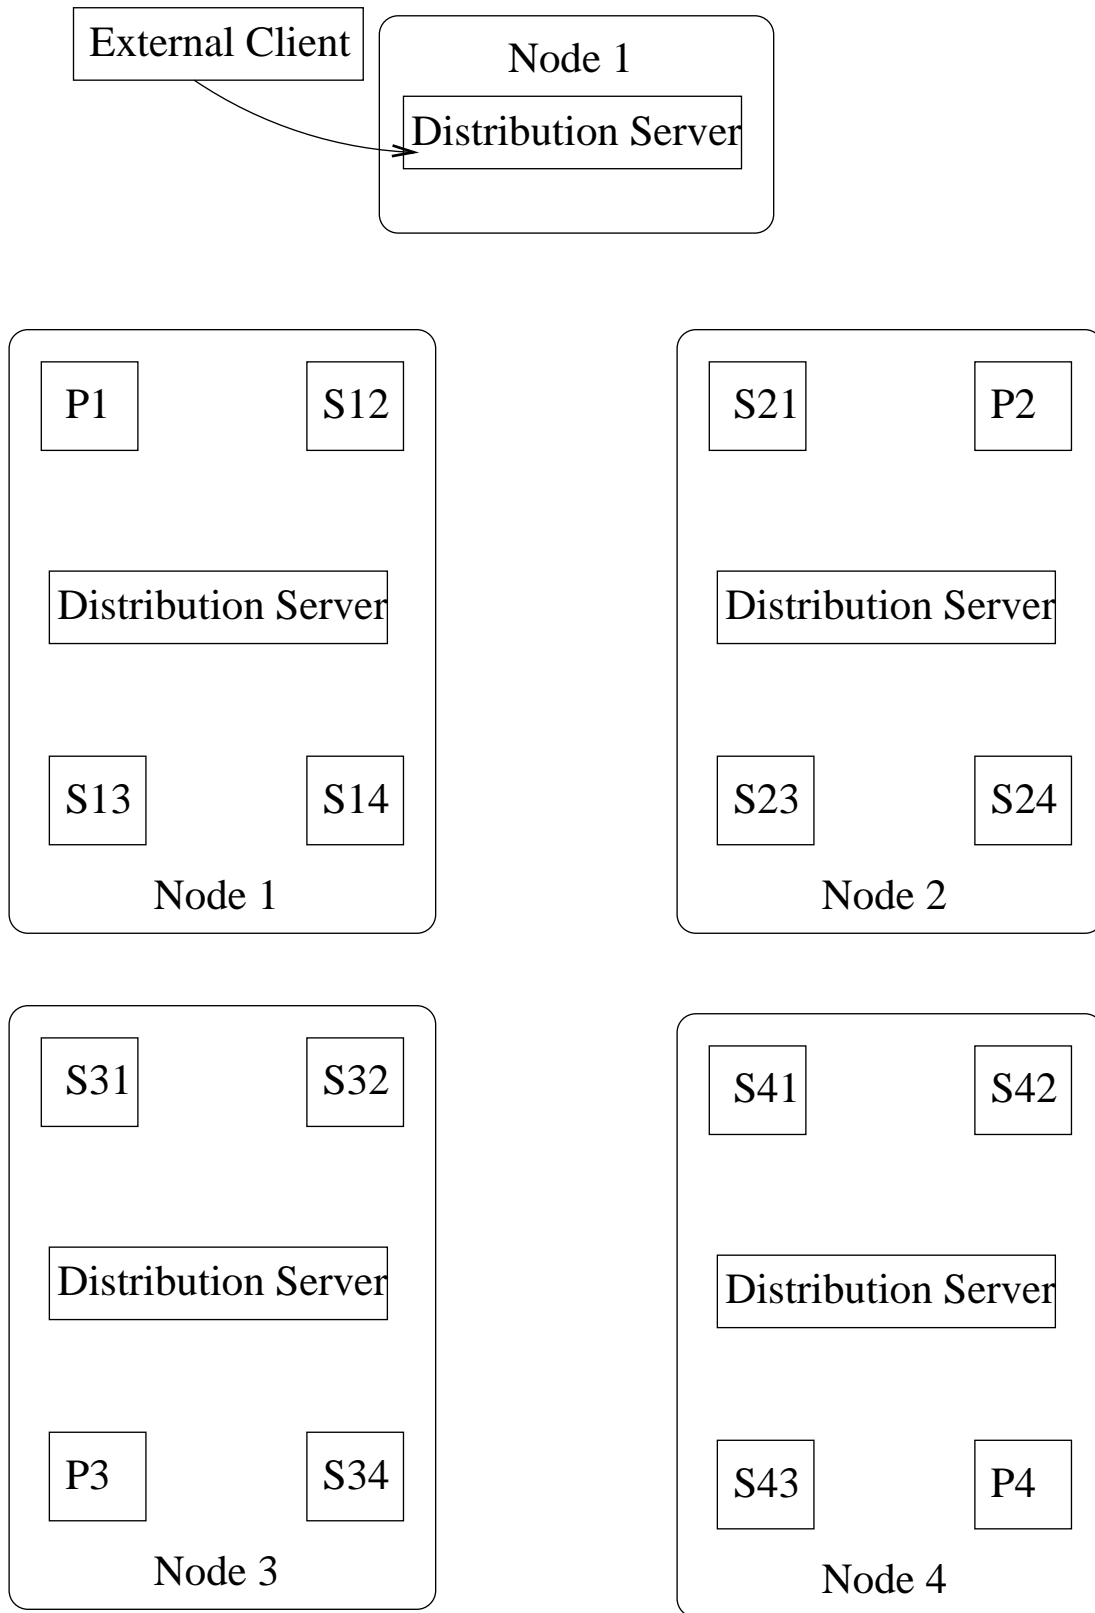 External Client
Node 1
Distribution Server
P1
S12
Distribution Server
S13
S14
Node 1
S21
P2
Distribution Server
S23
S24
Node 2
S31
S32
Distribution Server
P3
S34
Node 3
S41
S42
Distribution Server
S43
P4
Node 4